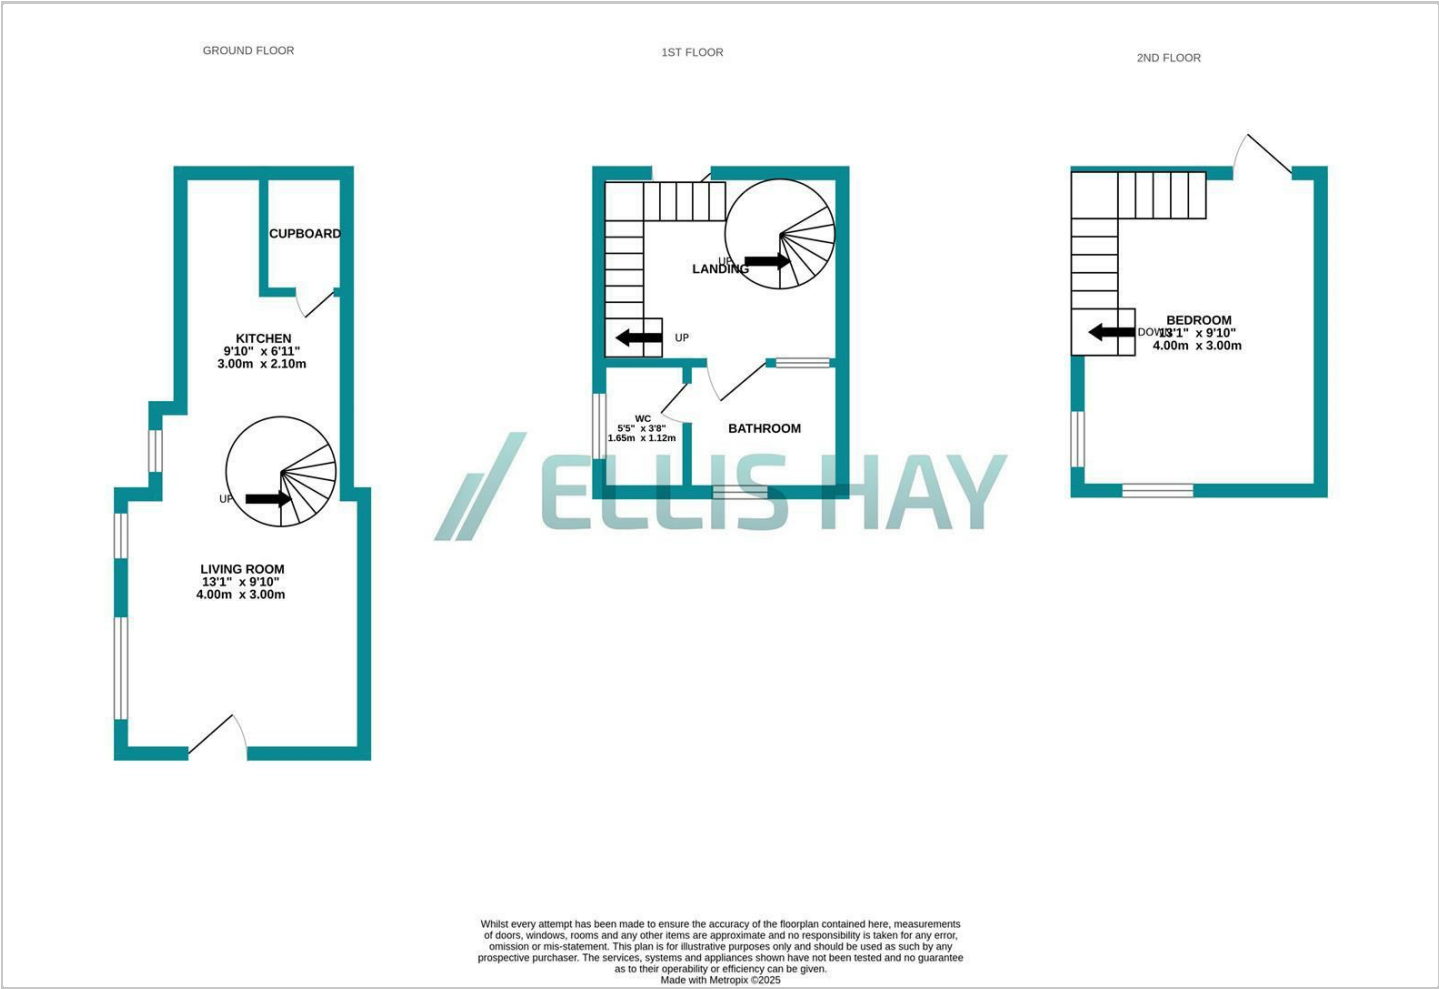 GROUND FLOOR
1ST FLOOR
2ND FLOOR
CUPBOARD
KITCHEN
9'10" x 6'11"
3.00m x 2.10m
UP
LIVING ROOM
13'1" x 9'10"
4.00m x 3.00m
UP
LANDING
UP
WC
5'5" x 3'8"
1.65m x 1.12m
BATHROOM
BEDROOM
DOWN
13'1" x 9'10"
4.00m x 3.00m
ELLIS HAY
Whilst every attempt has been made to ensure the accuracy of the floorplan contained here, measurements
of doors, windows, rooms and any other items are approximate and no responsibility is taken for any error,
omission or mis-statement. This plan is for illustrative purposes only and should be used as such by any
prospective purchaser. The services, systems and appliances shown have not been tested and no guarantee
as to their operability or efficiency can be given.
Made with Metropix ©2025